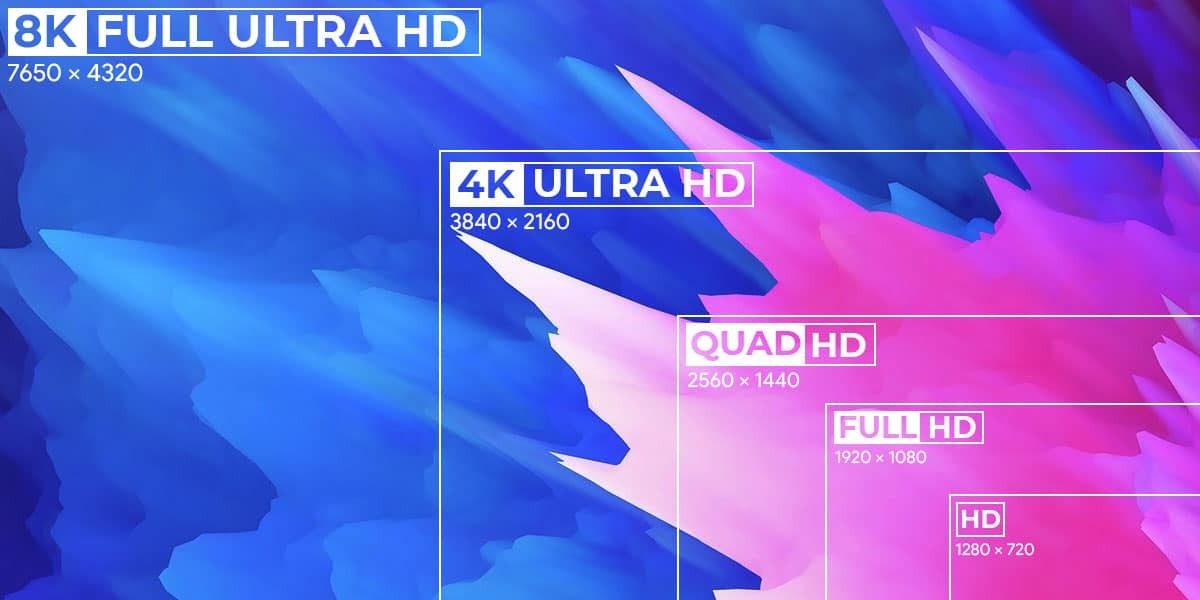 8K FULL ULTRA HD
7650 × 4320
4K ULTRA HD
3840 × 2160
QUAD HD
2560 × 1440
FULL HD
1920 × 1080
HD
1280 × 720